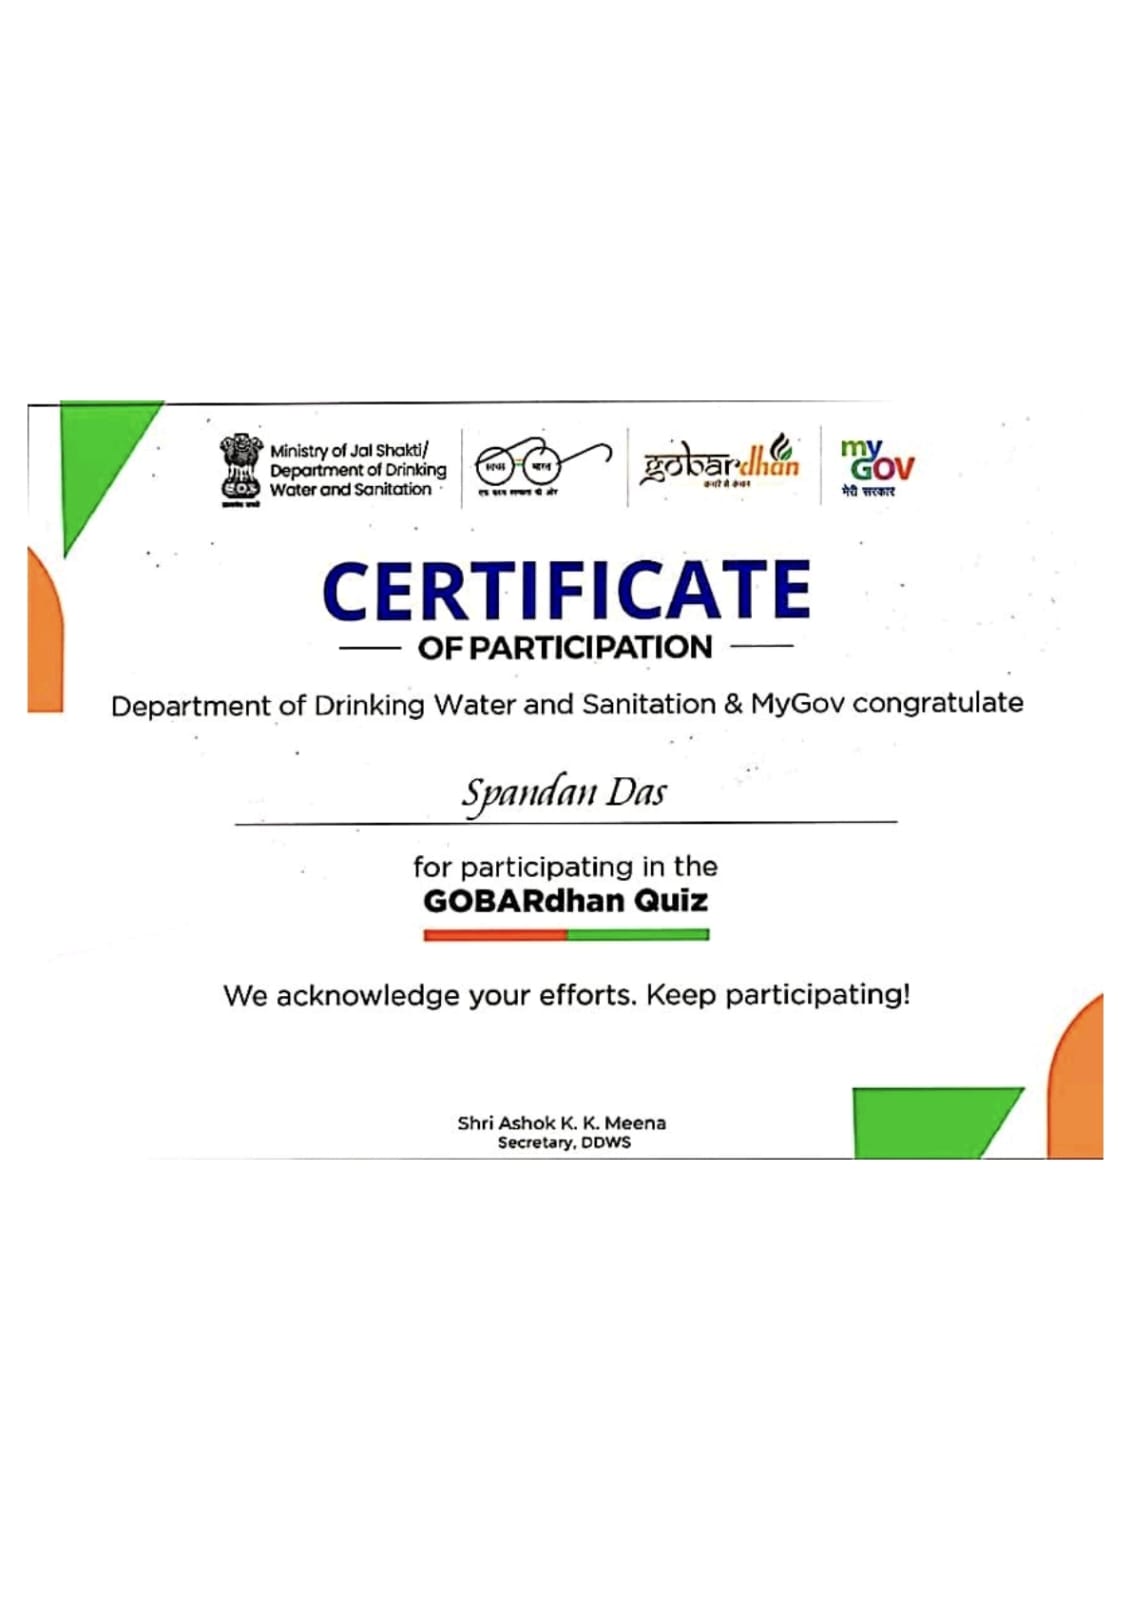 Ministry of Jal Shakti/
Department of Drinking
Water and Sanitation
स्वच्छ भारत
एक कदम स्वच्छता की ओर
gobardhan
my
GOV
मेरी सरकार
CERTIFICATE
OF PARTICIPATION
Department of Drinking Water and Sanitation & MyGov congratulate
Spandan Das
for participating in the
GOBARdhan Quiz
We acknowledge your efforts. Keep participating!
Shri Ashok K. K. Meena
Secretary, DDWS